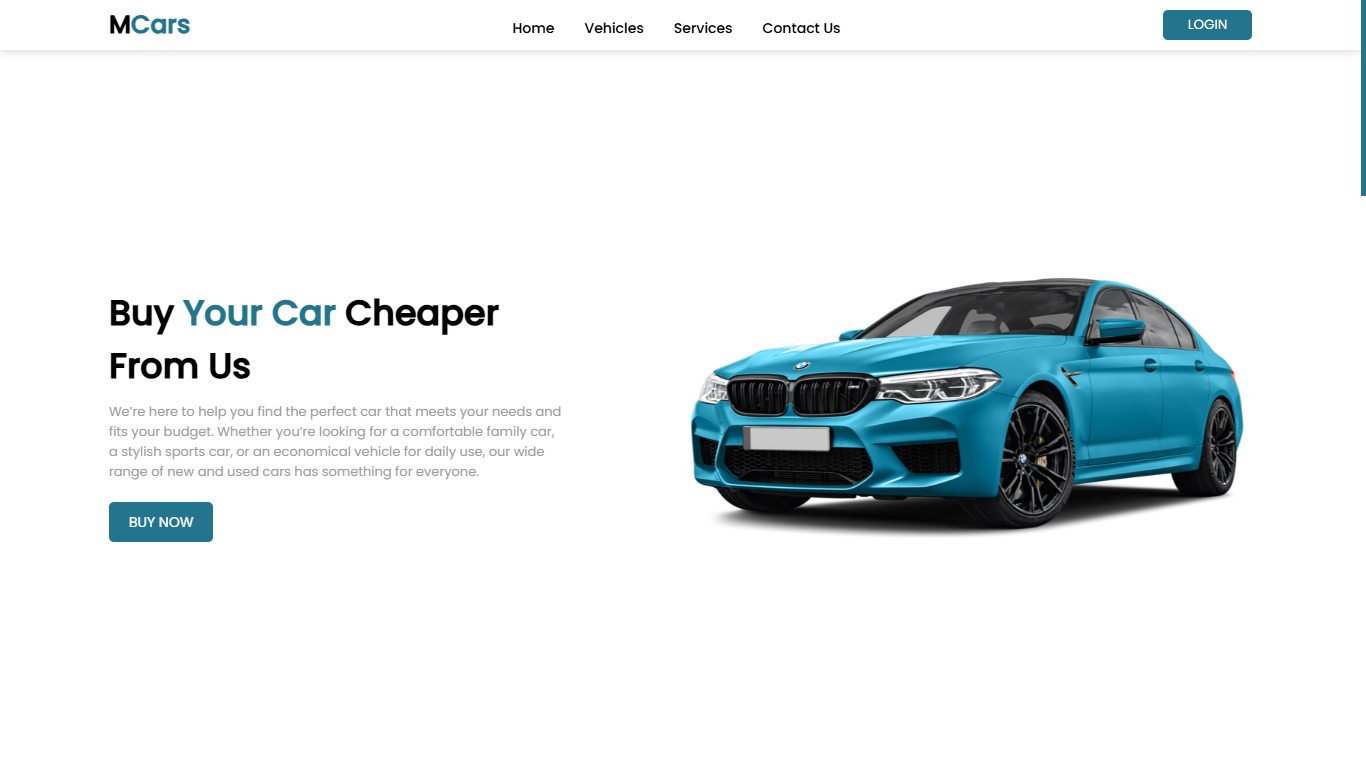 MCars
Home Vehicles Services Contact Us
LOGIN
Buy Your Car Cheaper
From Us
We’re here to help you find the perfect car that meets your needs and
fits your budget. Whether you’re looking for a comfortable family car,
a stylish sports car, or an economical vehicle for daily use, our wide
range of new and used cars has something for everyone.
BUY NOW